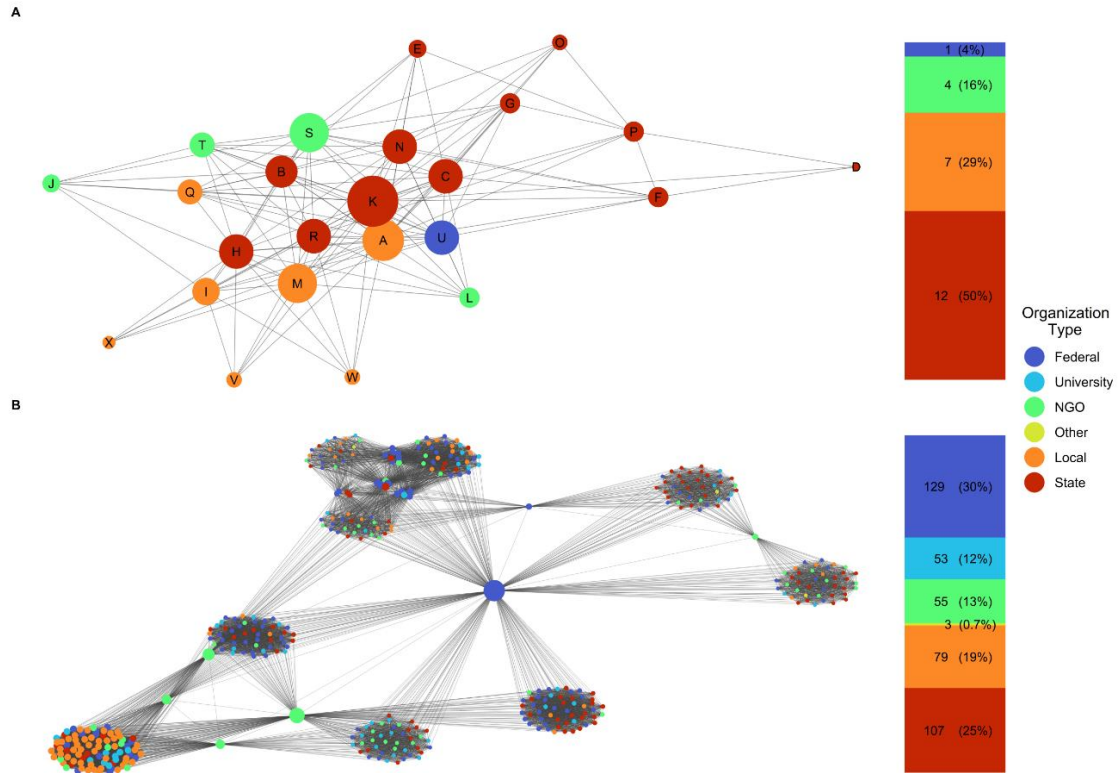 A
E
O
G
P
S
N
T
B
C
D
J
Q
K
F
R
A
U
H
M
I
L
X
V
W
1 (4%)
4 (16%)
7 (29%)
12 (50%)
Organization
Type
Federal
University
NGO
Other
Local
State
B
129 (30%)
53 (12%)
55 (13%)
3 (0.7%)
79 (19%)
107 (25%)